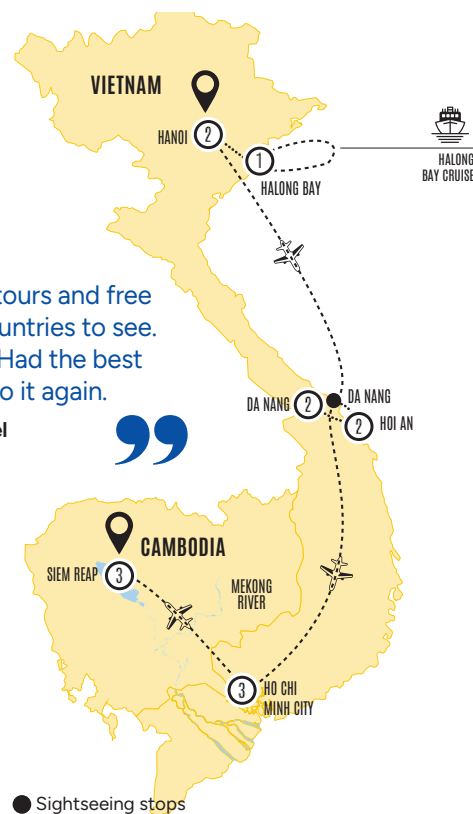 VIETNAM
HANOI
2
1
HALONG BAY
HALONG
BAY CRUISE
tours and free
untries to see.
Had the best
o it again.
el
”
DA NANG
2
DA NANG
2
HOI AN
CAMBODIA
SIEM REAP
3
MEKONG
RIVER
3
HO CHI
MINH CITY
Sightseeing stops